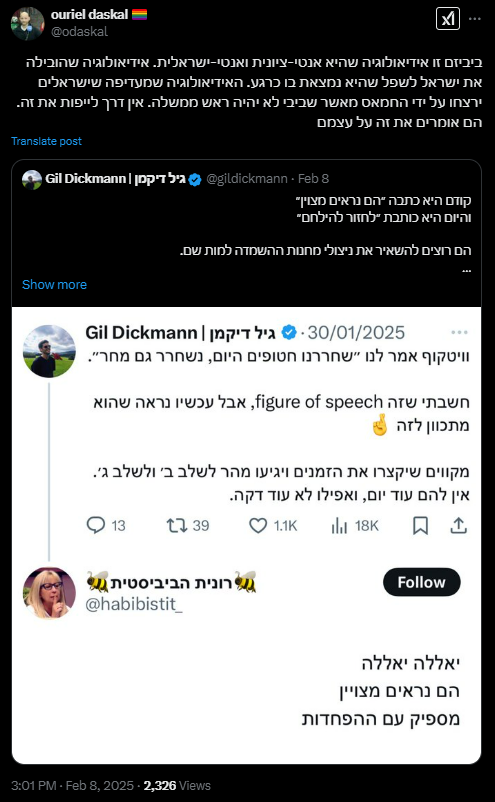 ouriel daskal 🏳️‍🌈
@odaskal
ביביזם זו אידיאולוגיה שהיא אנטי-ציונית ואנטי-ישראלית. אידיאולוגיה שהובילה
את ישראל לשפל שהיא נמצאת בו כרגע. האידיאולוגיה שמעדיפה שישראלים
ירצחו על ידי החמאס מאשר שביבי לא יהיה ראש ממשלה. אין דרך לייפות את זה.
הם אומרים את זה על עצמם
Translate post
Gil Dickmann | גיל דיקמן @gildickmann · Feb 8
קודם היא כתבה ״הם נראים מצוין״
והיום היא כותבת ״לחזור להילחם״
הם רוצים להשאיר את ניצולי מחנות ההשמדה למות שם.
...
Show more
Gil Dickmann | גיל דיקמן · 30/01/2025
וויטקוף אמר לנו ״שחררנו חטופים היום, נשחרר גם מחר״.
חשבתי שזה figure of speech, אבל עכשיו נראה שהוא
מתכוון לזה 🤞
מקווים שיקצרו את הזמנים ויגיעו מהר לשלב ב׳ ולשלב ג׳.
אין להם עוד יום, ואפילו לא עוד דקה.
13 39 1.1K 18K
🐝רונית הביביסטית🐝
@habibistit_
Follow
יאללה יאללה
הם נראים מצויין
מספיק עם ההפחדות
3:01 PM · Feb 8, 2025 · 2,326 Views